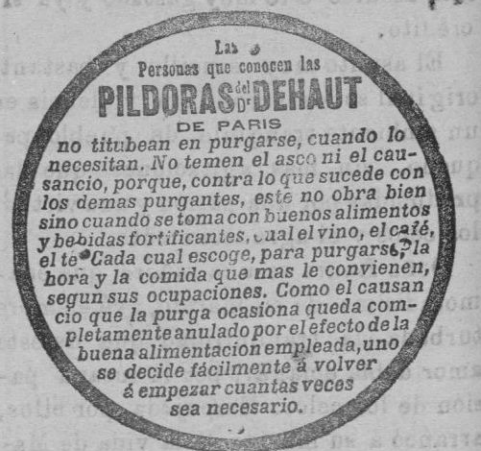 Las
Personas que conocen las
PILDORAS del Dr DEHAUT
DE PARIS
no titubean en purgarse, cuando lo
necesitan. No temen el asco ni el cau-
sancio, porque, contra lo que sucede con
los demas purgantes, este no obra bien
sino cuando se toma con buenos alimentos
y bebidas fortificantes, cual el vino, el café,
el té. Cada cual escoge, para purgarse, la
hora y la comida que mas le convienen,
segun sus ocupaciones. Como el causan
cio que la purga ocasiona queda com-
pletamente anulado por el efecto de la
buena alimentacion empleada, uno
se decide fácilmente á volver
á empezar cuantas veces
sea necesario.